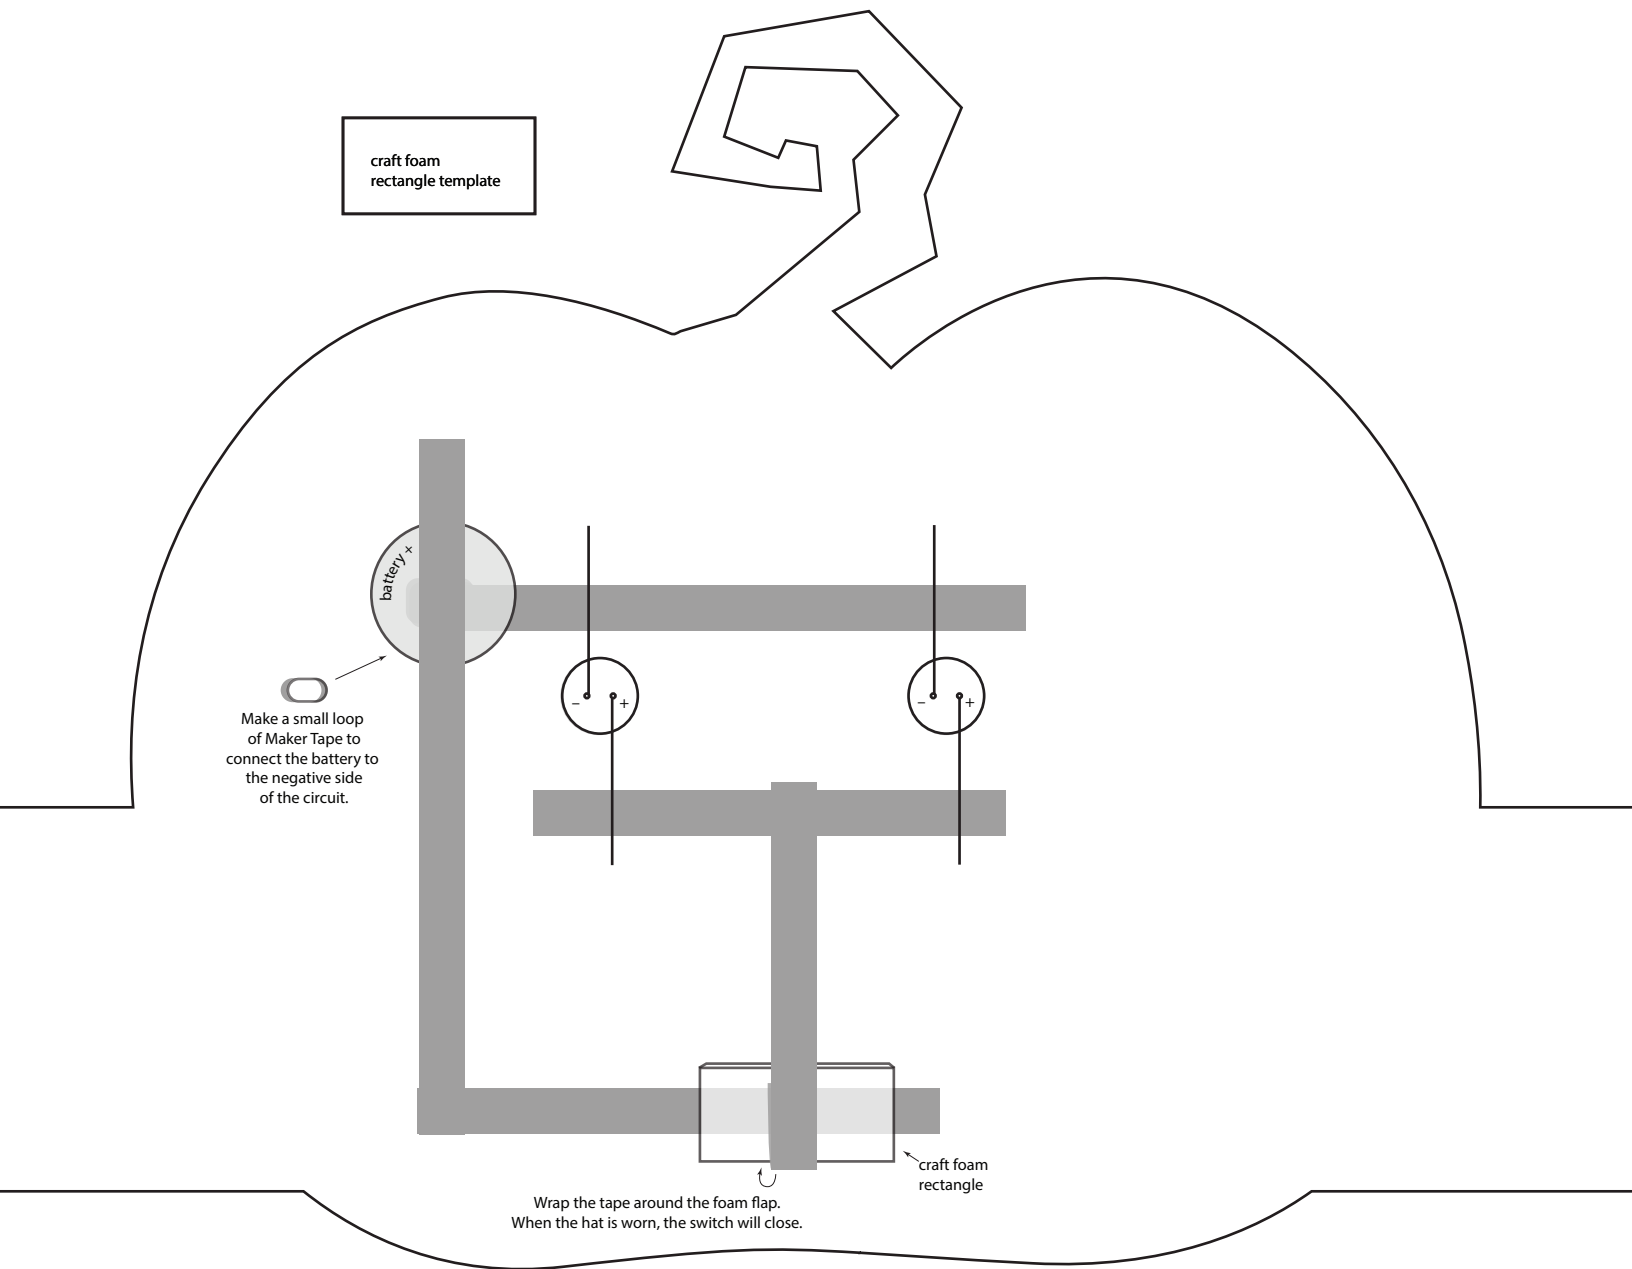 craft foam
rectangle template
battery +
− +
− +
Make a small loop
of Maker Tape to
connect the battery to
the negative side
of the circuit.
craft foam
rectangle
Wrap the tape around the foam flap.
When the hat is worn, the switch will close.